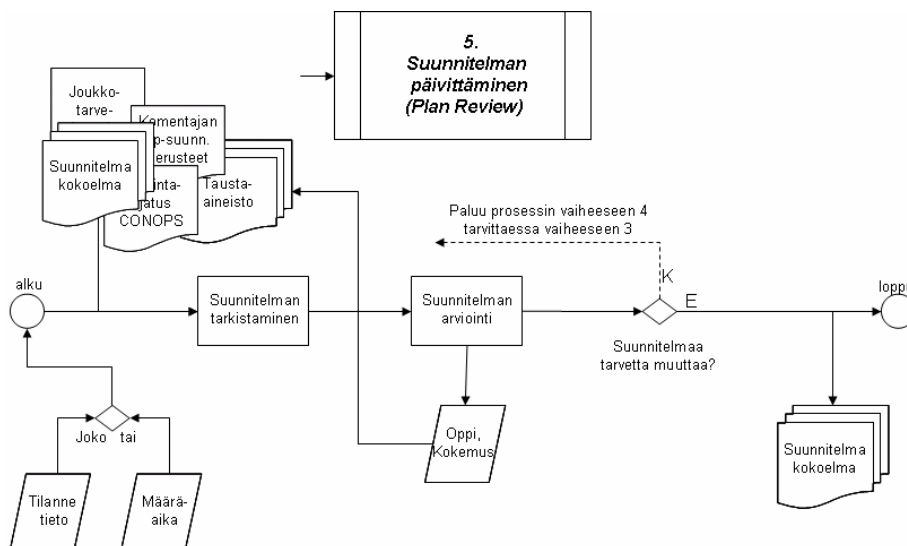 5.
Suunnitelman
päivittäminen
(Plan Review)
Joukko-
tarve-
Komentajan
perusteet
Suunnitelma
kokoelma
CONOPS
Tausta-
aineisto
Paluu prosessin vaiheeseen 4
tarvittaessa vaiheeseen 3
K
E
alku
Suunnitelman
tarkistaminen
Suunnitelman
arviointi
loppu
Suunnitelmaa
tarvetta muuttaa?
Joko tai
Oppi,
Kokemus
Suunnitelma
kokoelma
Tilanne
tieto
Määrä-
aika